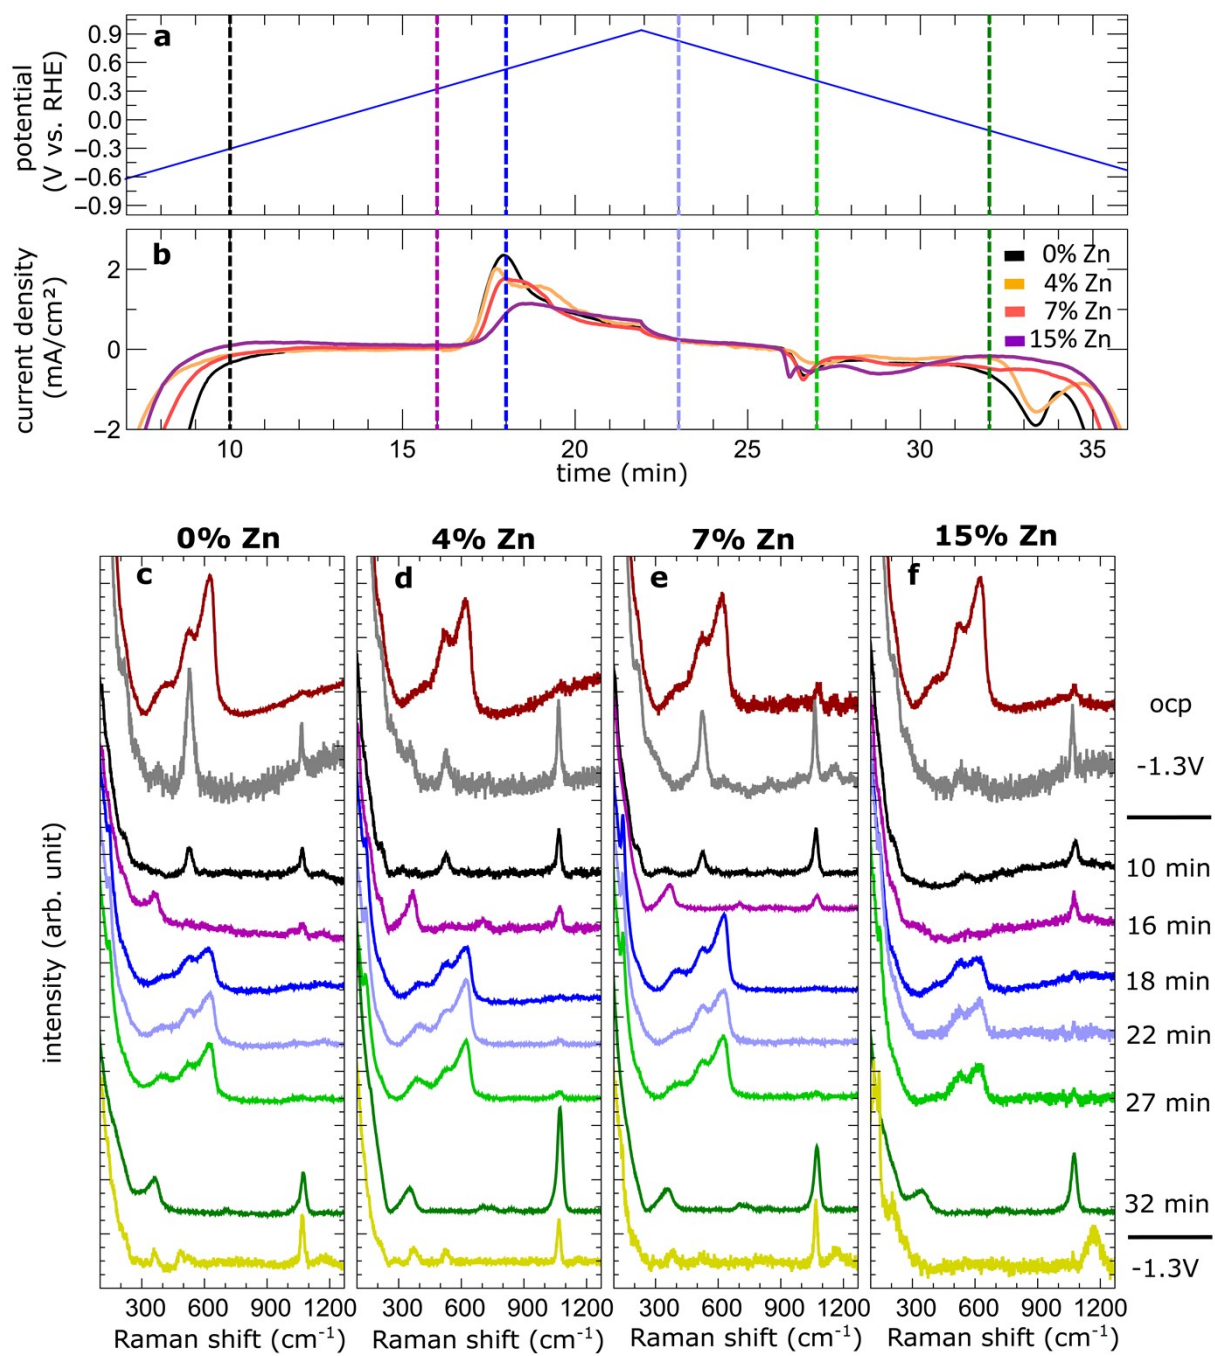 a
potential
(V vs. RHE)
0.9
0.6
0.3
0.0
−0.3
−0.6
−0.9
b
current density
(mA/cm²)
2
0
−2
0% Zn
4% Zn
7% Zn
15% Zn
10 15 20 25 30 35
time (min)
0% Zn 4% Zn 7% Zn 15% Zn
c d e f
intensity (arb. unit)
ocp
-1.3V
10 min
16 min
18 min
22 min
27 min
32 min
-1.3V
300 600 900 1200 300 600 900 1200 300 600 900 1200 300 600 900 1200
Raman shift (cm⁻¹) Raman shift (cm⁻¹) Raman shift (cm⁻¹) Raman shift (cm⁻¹)